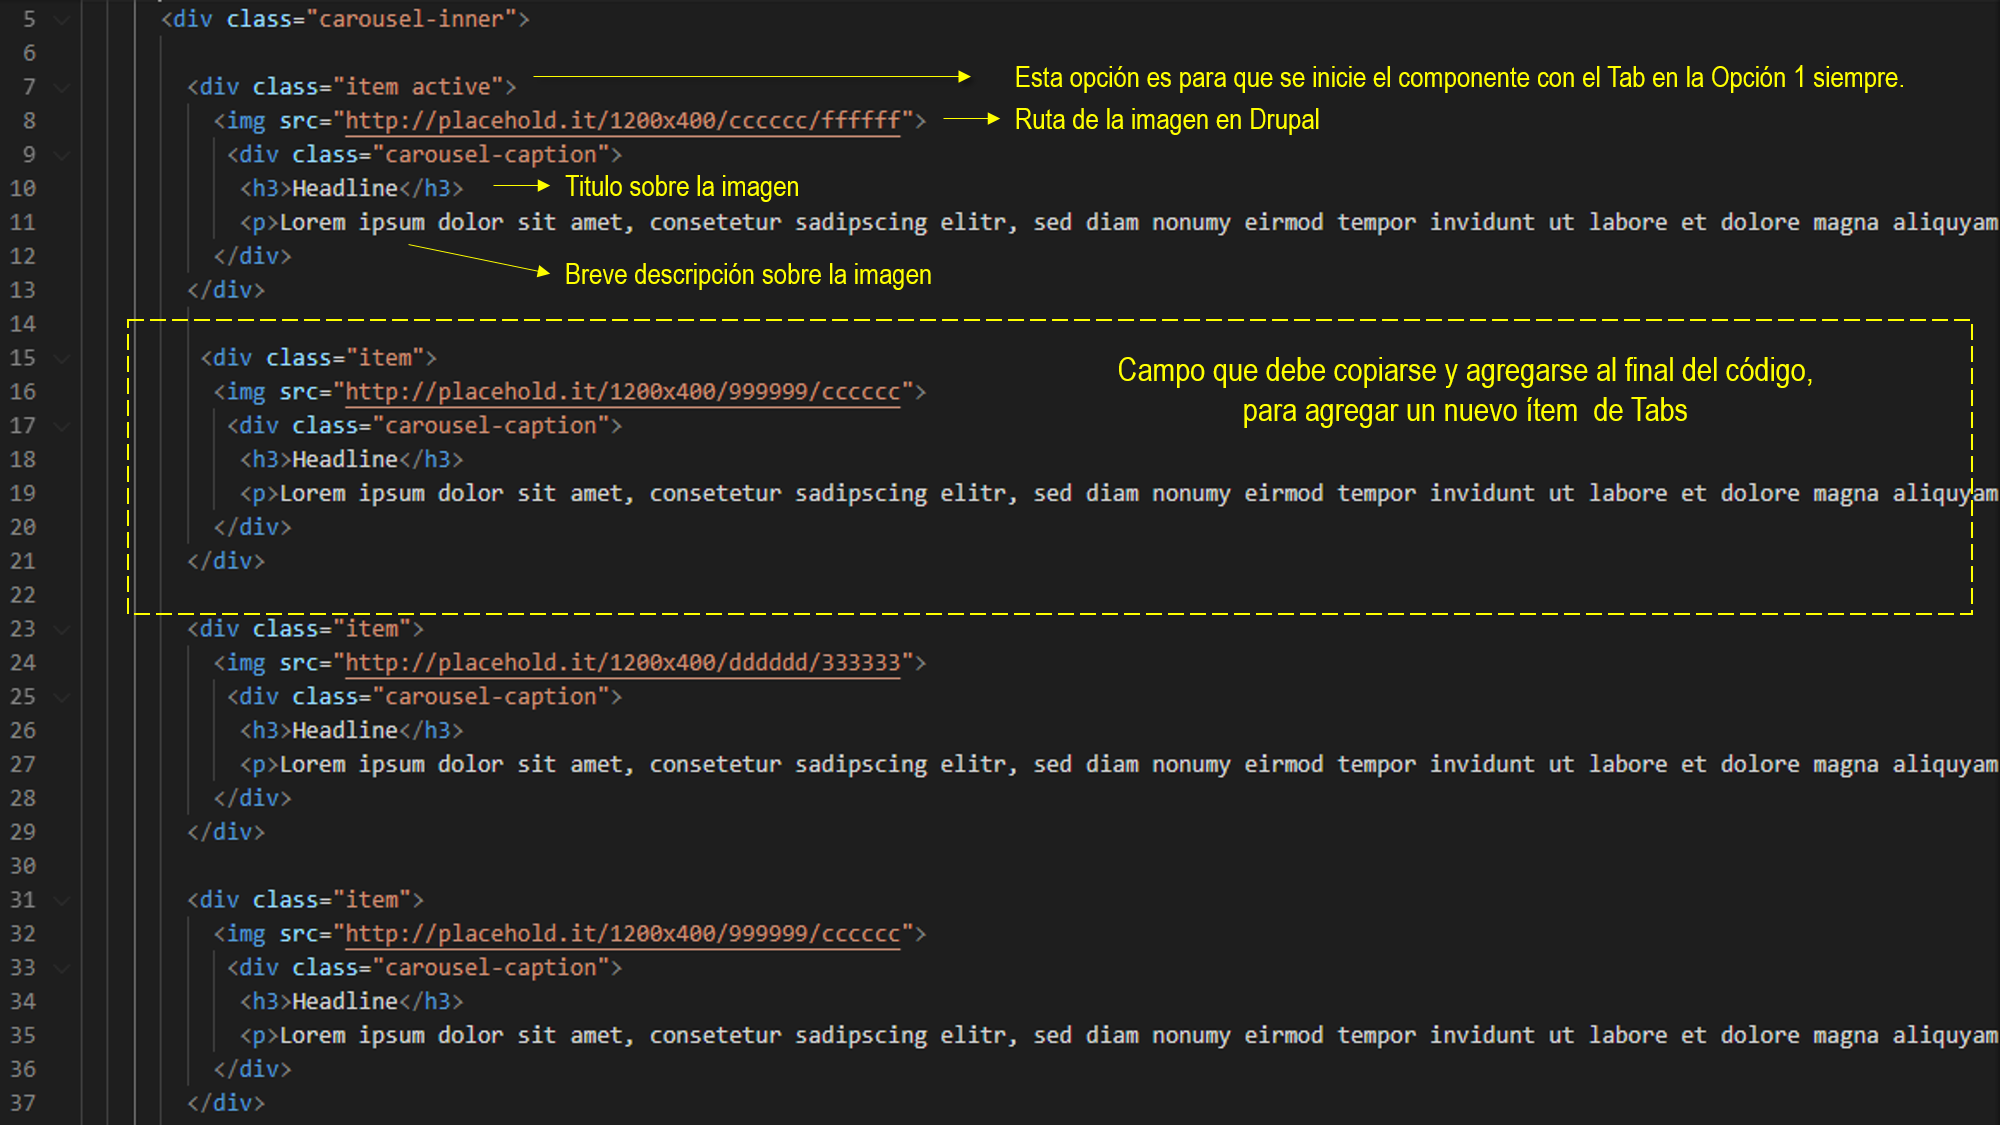 5 <div class="carousel-inner">
6
7 <div class="item active"> Esta opción es para que se inicie el componente con el Tab en la Opción 1 siempre.
8 <img src="http://placehold.it/1200x400/cccccc/ffffff"> Ruta de la imagen en Drupal
9 <div class="carousel-caption">
10 <h3>Headline</h3> Titulo sobre la imagen
11 <p>Lorem ipsum dolor sit amet, consetetur sadipscing elitr, sed diam nonumy eirmod tempor invidunt ut labore et dolore magna aliquyam
12 </div>
Breve descripción sobre la imagen
13 </div>
14
15 <div class="item">
Campo que debe copiarse y agregarse al final del código,
16 <img src="http://placehold.it/1200x400/999999/cccccc">
para agregar un nuevo ítem de Tabs
17 <div class="carousel-caption">
18 <h3>Headline</h3>
19 <p>Lorem ipsum dolor sit amet, consetetur sadipscing elitr, sed diam nonumy eirmod tempor invidunt ut labore et dolore magna aliquyam
20 </div>
21 </div>
22
23 <div class="item">
24 <img src="http://placehold.it/1200x400/dddddd/333333">
25 <div class="carousel-caption">
26 <h3>Headline</h3>
27 <p>Lorem ipsum dolor sit amet, consetetur sadipscing elitr, sed diam nonumy eirmod tempor invidunt ut labore et dolore magna aliquyam
28 </div>
29 </div>
30
31 <div class="item">
32 <img src="http://placehold.it/1200x400/999999/cccccc">
33 <div class="carousel-caption">
34 <h3>Headline</h3>
35 <p>Lorem ipsum dolor sit amet, consetetur sadipscing elitr, sed diam nonumy eirmod tempor invidunt ut labore et dolore magna aliquyam
36 </div>
37 </div>